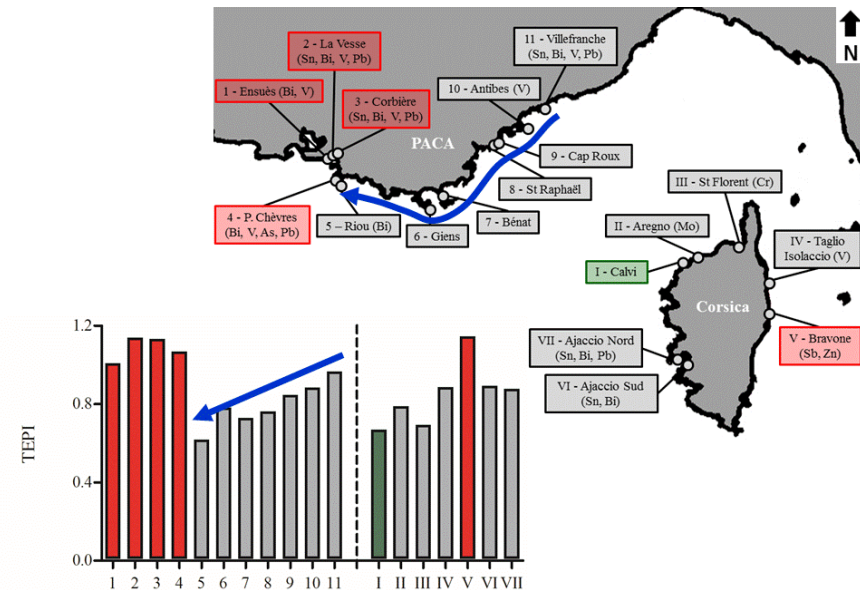 2 - La Vesse
(Sn, Bi, V, Pb)
11 - Villefranche
(Sn, Bi, V, Pb)
N
1 - Ensuès (Bi, V)
10 - Antibes (V)
3 - Corbière
(Sn, Bi, V, Pb)
PACA
9 - Cap Roux
8 - St Raphaël
III - St Florent (Cr)
4 - P. Chèvres
(Bi, V, As, Pb)
5 – Riou (Bi)
6 - Giens
7 - Bénat
II - Aregno (Mo)
IV - Taglio
Isolaccio (V)
I - Calvi
Corsica
V - Bravone
(Sb, Zn)
VII - Ajaccio Nord
(Sn, Bi, Pb)
VI - Ajaccio Sud
(Sn, Bi)
TEPI
1.2
0.8
0.4
0.0
1 2 3 4 5 6 7 8 9 10 11 I II III IV V VI VII